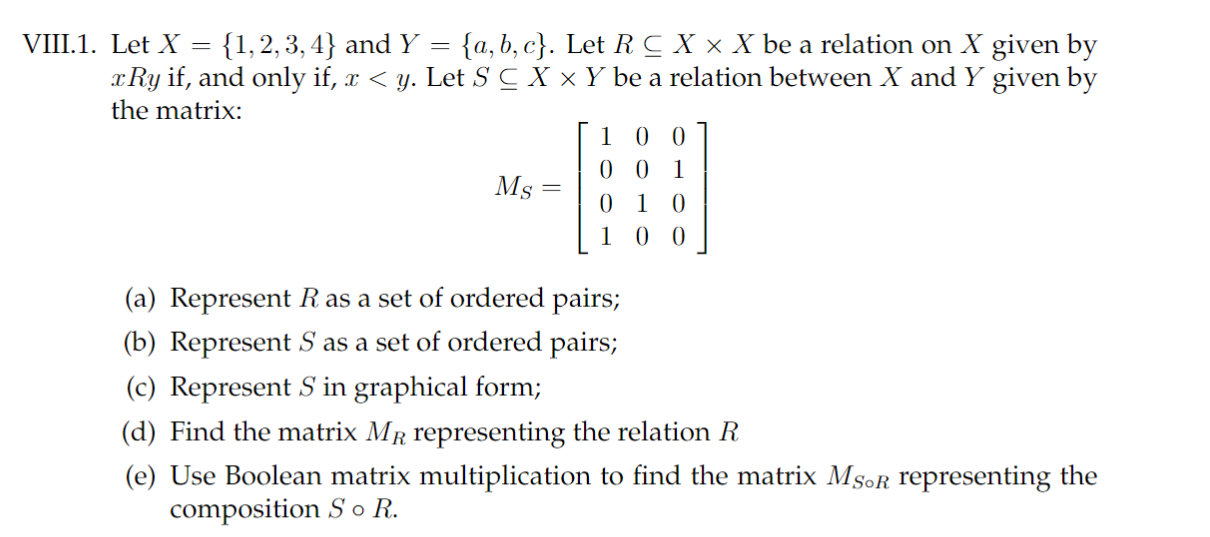 VIII.1. Let X = {1, 2, 3, 4} and Y = {a, b, c}. Let R ⊆ X × X be a relation on X given by
xRy if, and only if, x < y. Let S ⊆ X × Y be a relation between X and Y given by
the matrix:
M_S = [ 1 0 0
0 0 1
0 1 0
1 0 0 ]
(a) Represent R as a set of ordered pairs;
(b) Represent S as a set of ordered pairs;
(c) Represent S in graphical form;
(d) Find the matrix M_R representing the relation R
(e) Use Boolean matrix multiplication to find the matrix M_{S∘R} representing the
composition S ∘ R.